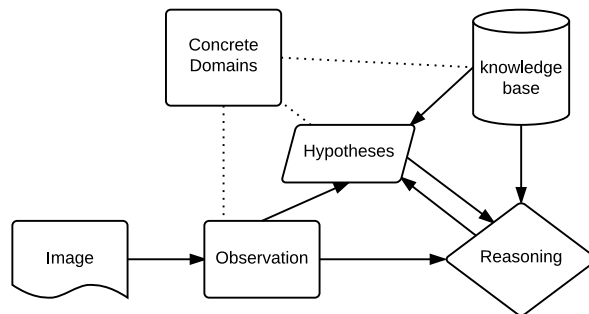 Concrete
Domains
knowledge
base
Hypotheses
Image
Observation
Reasoning